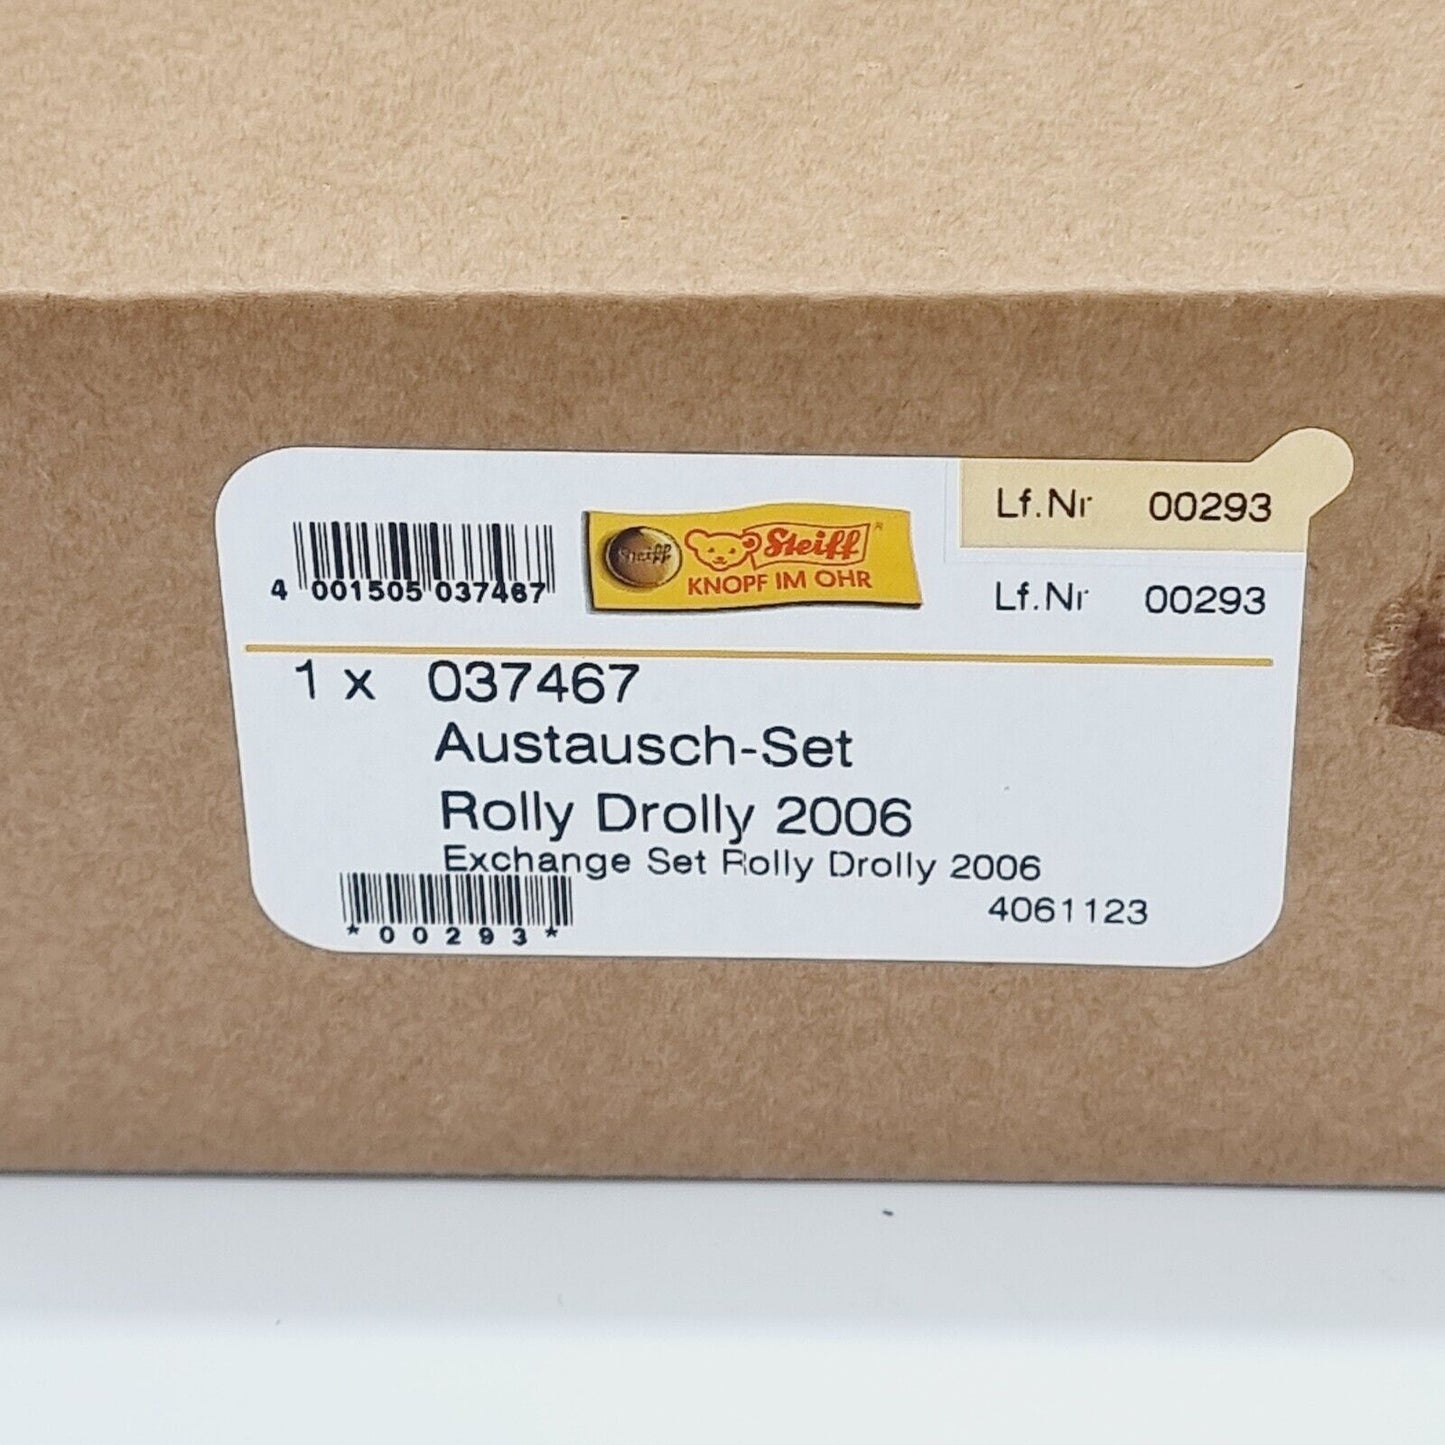 Lf.Nr 00293
Steiff
Steiff ®
KNOPF IM OHR
4 001505 037467
Lf.Nr 00293
1 x 037467
Austausch-Set
Rolly Drolly 2006
Exchange Set Rolly Drolly 2006
*00293*
4061123